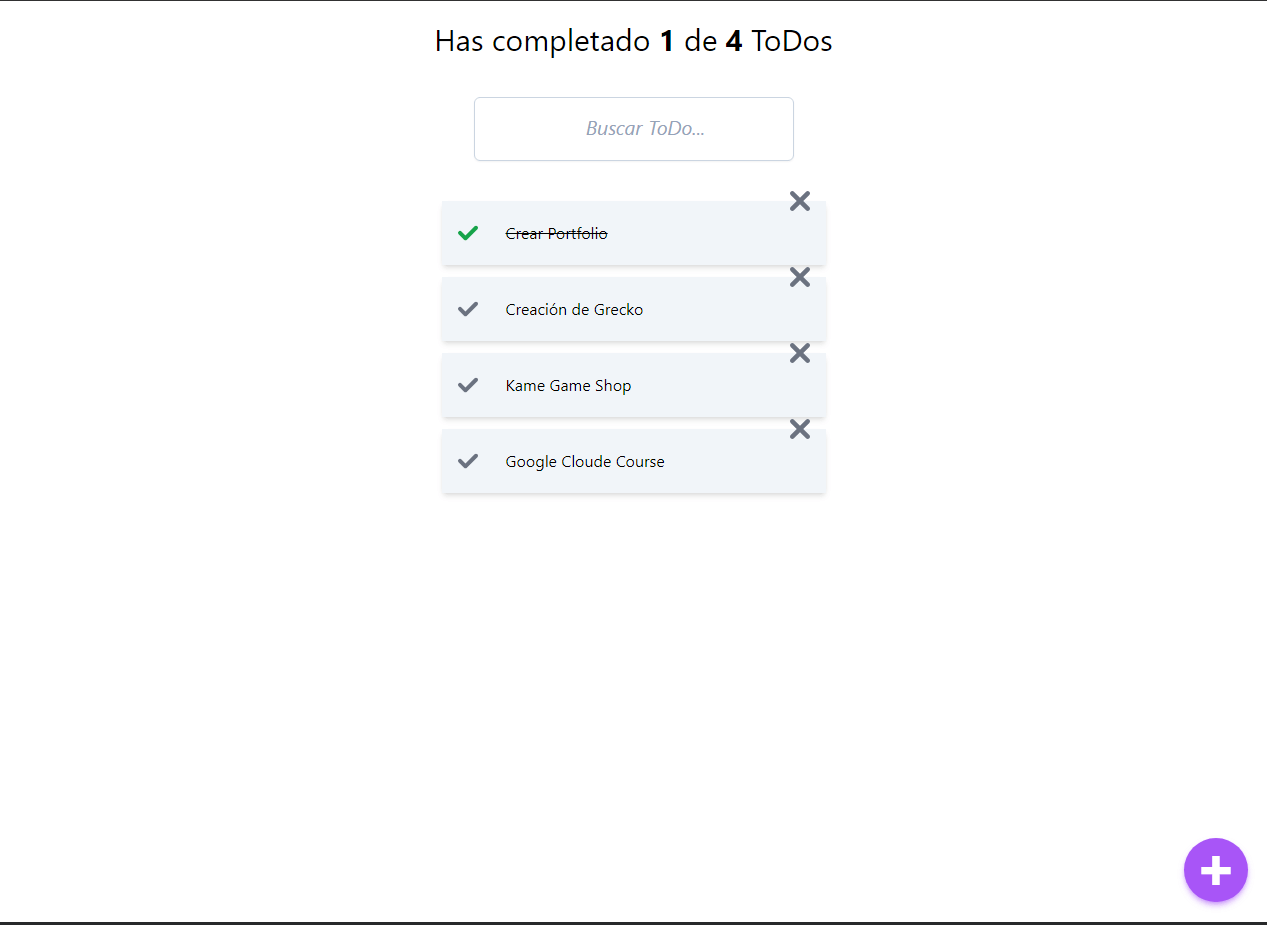 Has completado 1 de 4 ToDos
Buscar ToDo...
Crear Portfolio
Creación de Grecko
Kame Game Shop
Google Cloude Course